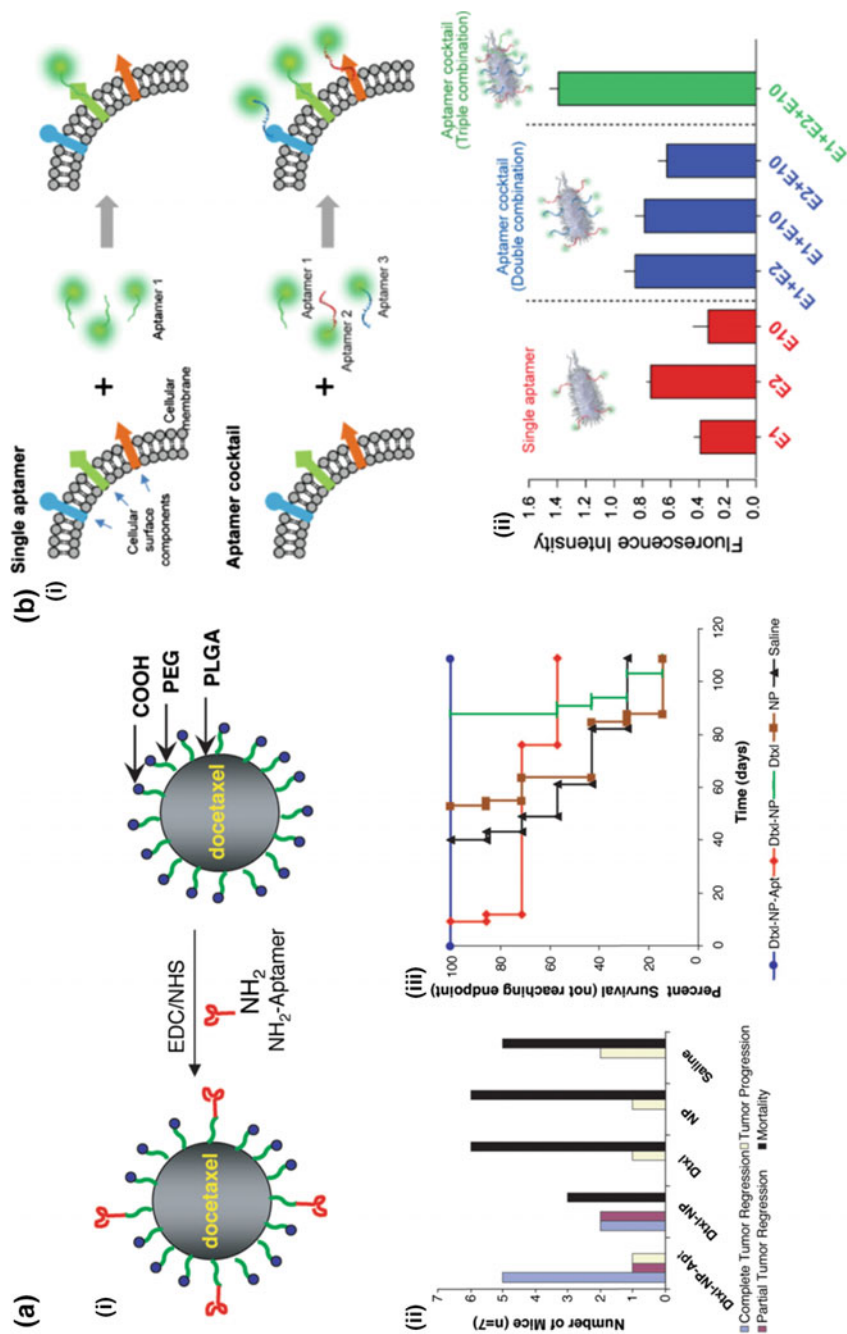 (a)
(i)
docetaxel
EDC/NHS
NH2
NH2-Aptamer
docetaxel
COOH
PEG
PLGA
(ii)
Number of Mice (n=7)
7
6
5
4
3
2
1
0
Dtxl-NP-Apt
Dtxl-NP
Dtxl
NP
Saline
Complete Tumor Regression
Tumor Progression
Partial Tumor Regression
Mortality
(iii)
Percent Survival (not reaching endpoint)
100
80
60
40
20
0
0 20 40 60 80 100 120
Time (days)
Dtxl-NP-Apt
Dtxl-NP
Dtxl
NP
Saline
(b)
(i)
Single aptamer
Cellular
surface
components
Cellular
membrane
+
Aptamer 1
Aptamer cocktail
+
Aptamer 1
Aptamer 2
Aptamer 3
(ii)
Fluorescence Intensity
1.6
1.4
1.2
1.0
0.8
0.6
0.4
0.2
0.0
Single aptamer
Aptamer cocktail
(Double combination)
Aptamer cocktail
(Triple combination)
E1
E2
E10
E1+E2
E1+E10
E2+E10
E1+E2+E10